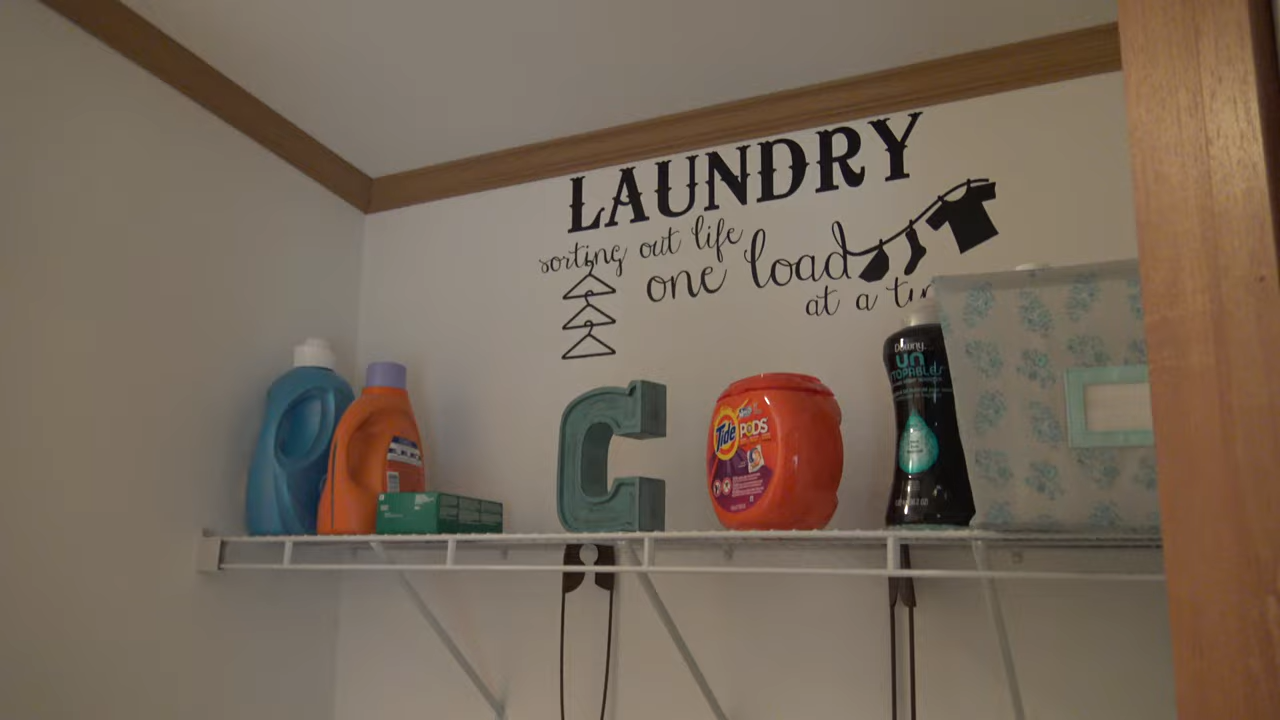 LAUNDRY
sorting out life
one load
at a
C
Tide PODS
Downy
UN
STOPABLES